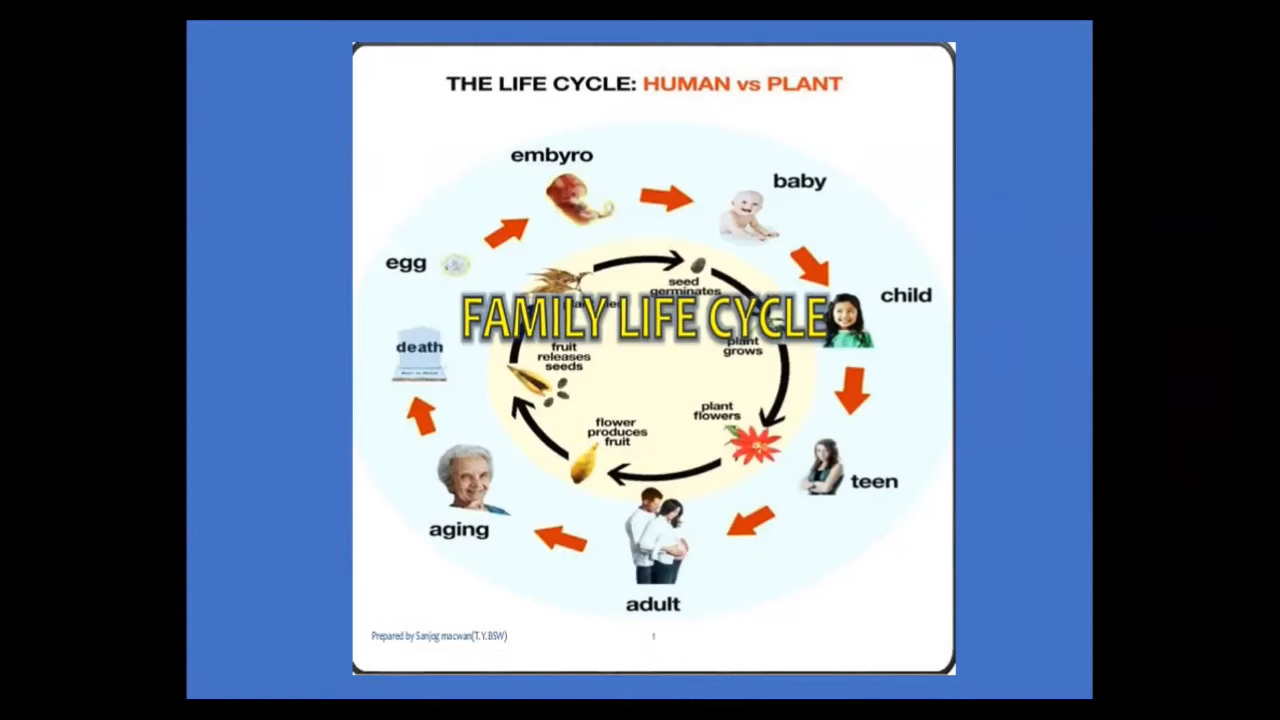 THE LIFE CYCLE: HUMAN vs PLANT
embyro
baby
egg
child
seed
germinates
FAMILY LIFE CYCLE
plant
grows
fruit
releases
seeds
death
plant
flowers
flower
produces
fruit
teen
aging
adult
Prepared by Sanjog macwan(T.Y.BSW)
1